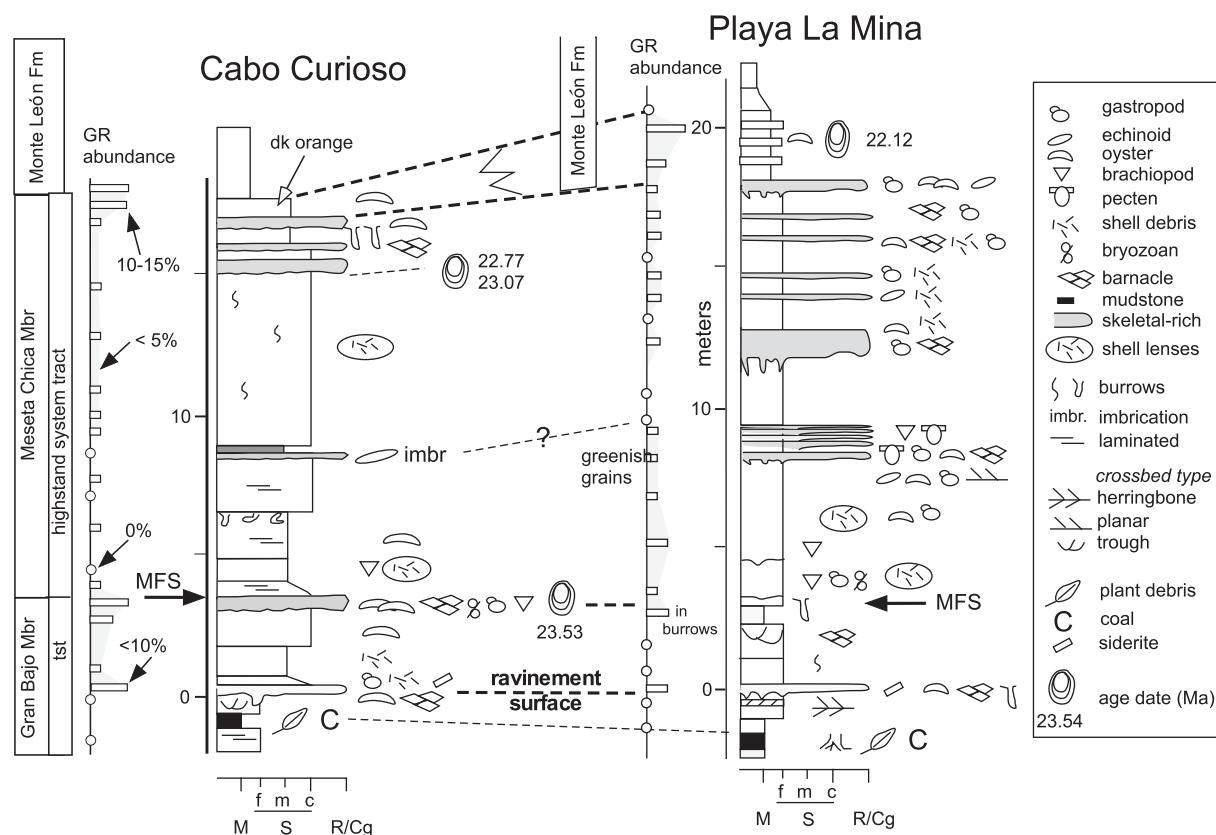 Playa La Mina
Cabo Curioso
Monte León Fm
Meseta Chica Mbr
highstand system tract
Gran Bajo Mbr
tst
GR
abundance
10-15%
< 5%
0%
<10%
MFS
10
0
dk orange
22.77
23.07
?
imbr
23.53
ravinement
surface
C
f m c
M S R/Cg
Monte León Fm
GR
abundance
greenish
grains
in
burrows
meters
20
10
0
22.12
MFS
C
f m c
M S R/Cg
gastropod
echinoid
oyster
brachiopod
pecten
shell debris
bryozoan
barnacle
mudstone
skeletal-rich
shell lenses
burrows
imbr. imbrication
laminated
crossbed type
herringbone
planar
trough
plant debris
C coal
siderite
age date (Ma)
23.54